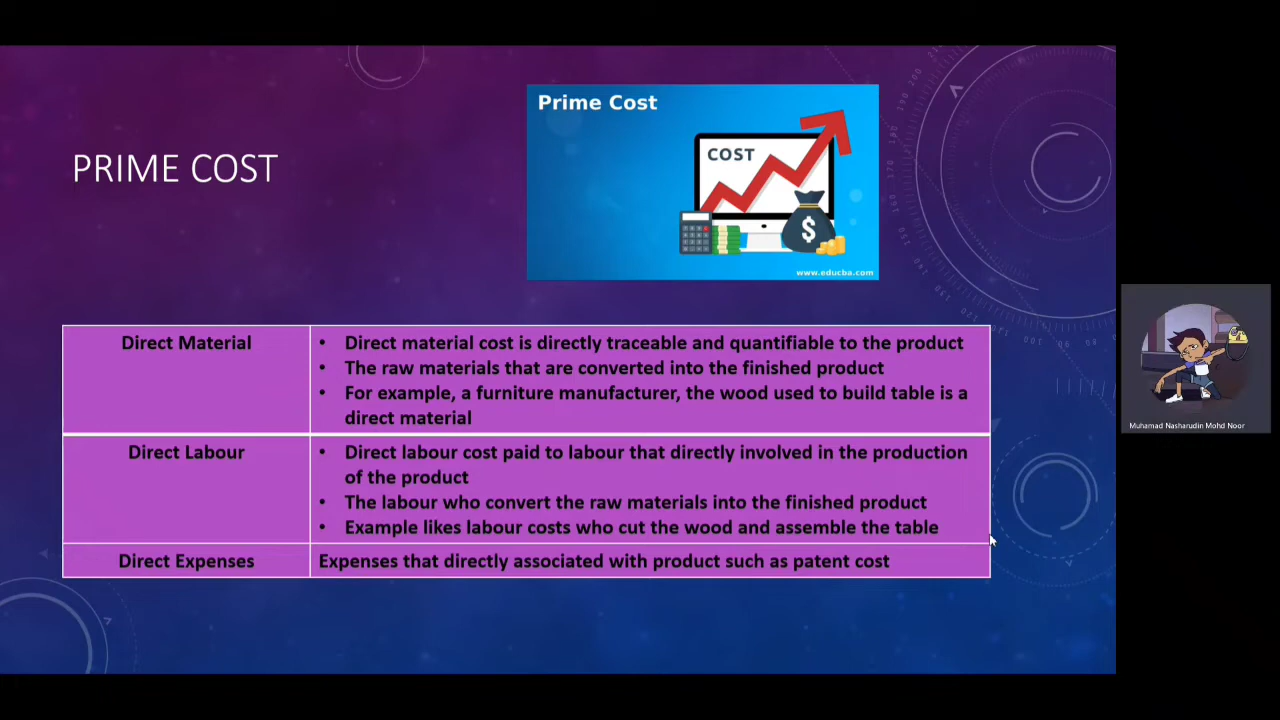 Prime Cost
COST
$
www.educba.com
PRIME COST
Direct Material
• Direct material cost is directly traceable and quantifiable to the product
• The raw materials that are converted into the finished product
• For example, a furniture manufacturer, the wood used to build table is a
direct material
Direct Labour
• Direct labour cost paid to labour that directly involved in the production
of the product
• The labour who convert the raw materials into the finished product
• Example likes labour costs who cut the wood and assemble the table
Direct Expenses
Expenses that directly associated with product such as patent cost
Muhamad Nasharudin Mohd Noor